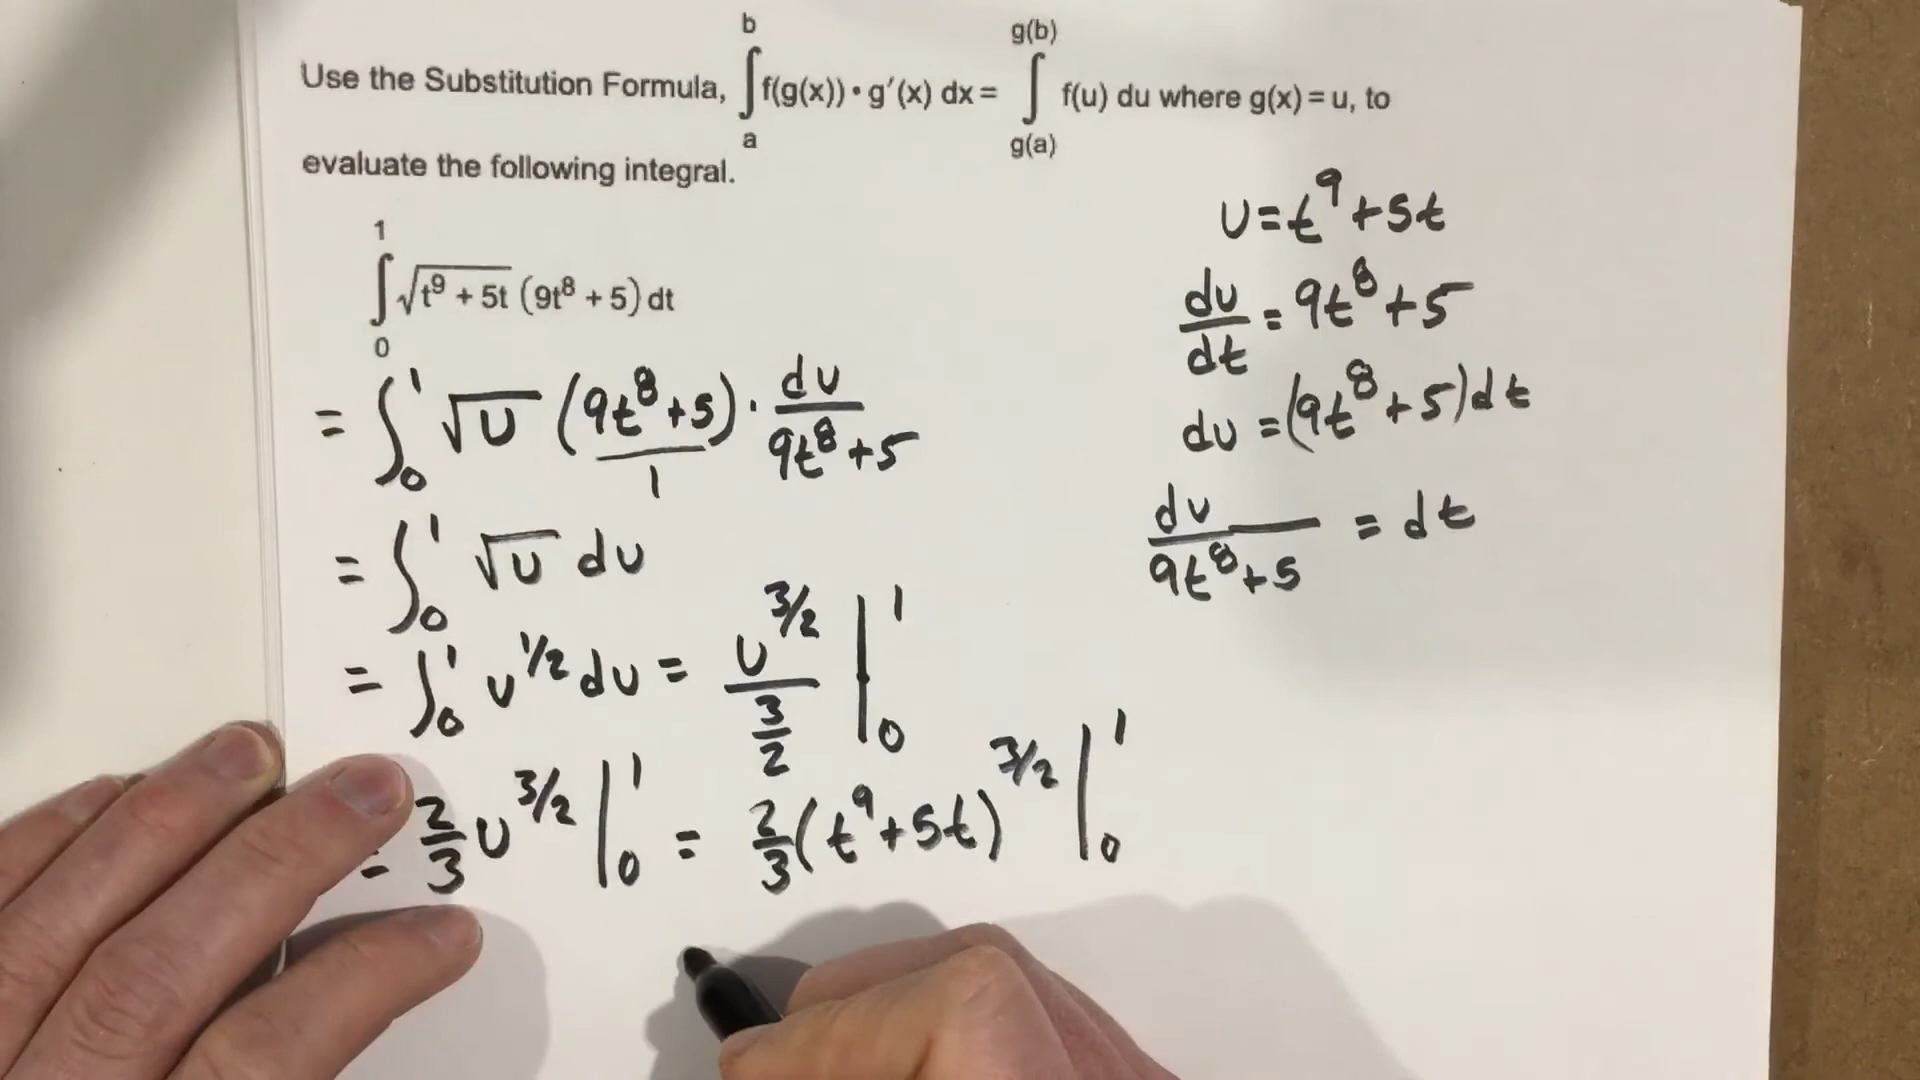 Use the Substitution Formula, ∫_a^b f(g(x)) • g′(x) dx = ∫_{g(a)}^{g(b)} f(u) du where g(x) = u, to
evaluate the following integral.
∫_0^1 √(t⁹ + 5t) (9t⁸ + 5) dt
= ∫_0^1 √U (9t⁸+5)/1 · du/(9t⁸+5)
= ∫_0^1 √U du
= ∫_0^1 U^{1/2} du = U^{3/2}/(3/2) |_0^1
= 2/3 U^{3/2} |_0^1 = 2/3 (t⁹+5t)^{3/2} |_0^1
U = t⁹+5t
du/dt = 9t⁸+5
du = (9t⁸+5)dt
du/(9t⁸+5) = dt